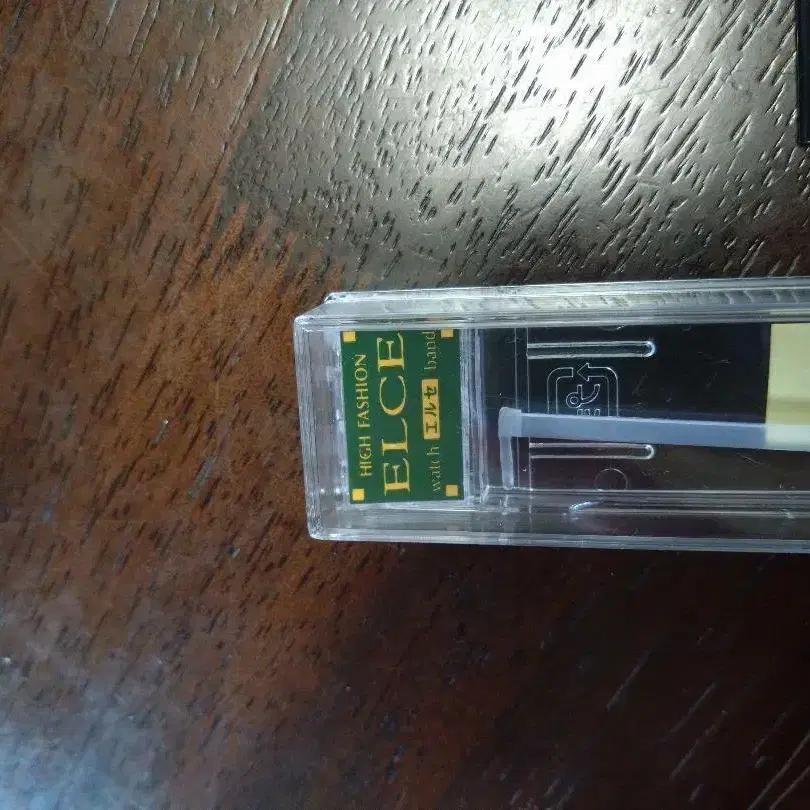 HIGH FASHION
ELCE
watch エルセ band